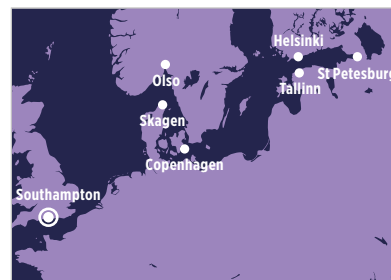 Helsinki
Olso
St Petesburg
Tallinn
Skagen
Copenhagen
Southampton